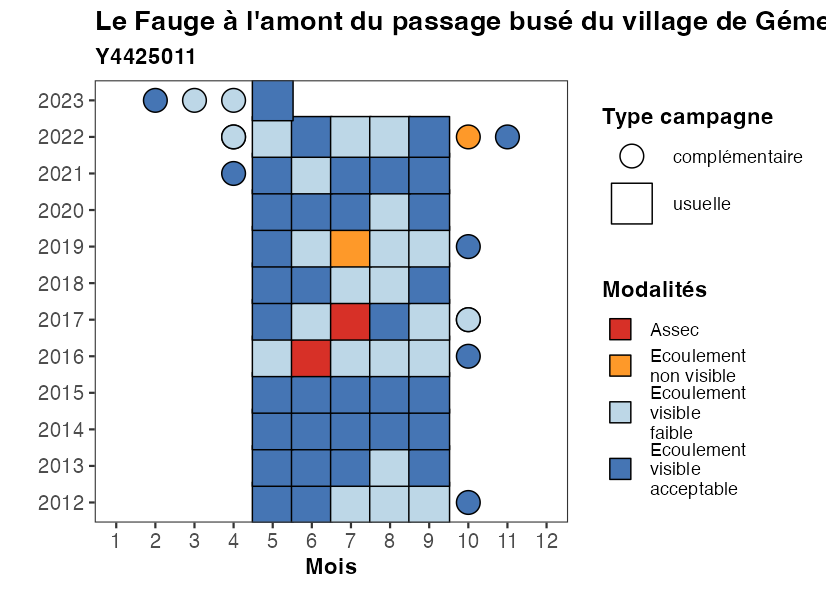 Le Fauge à l'amont du passage busé du village de Géme
Y4425011
2023
2022
2021
2020
2019
2018
2017
2016
2015
2014
2013
2012
1 2 3 4 5 6 7 8 9 10 11 12
Mois
Type campagne
complémentaire
usuelle
Modalités
Assec
Ecoulement
non visible
Ecoulement
visible
faible
Ecoulement
visible
acceptable